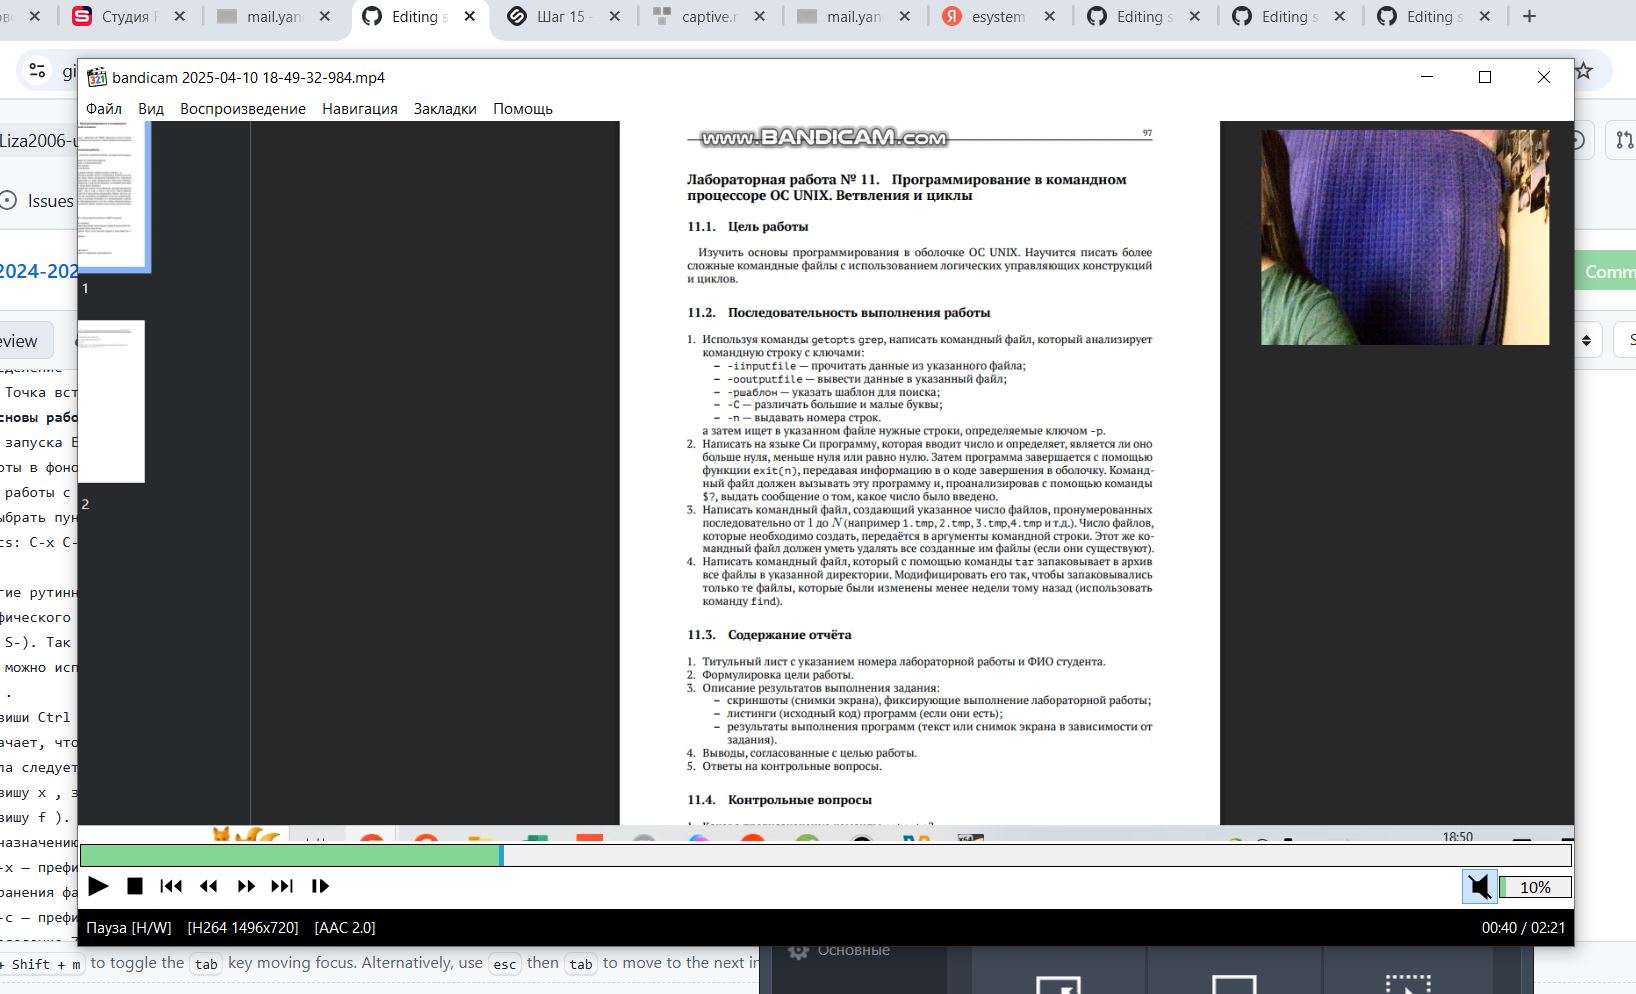 Студия F
mail.yan
Editing s
Шаг 15 -
captive.r
mail.yan
esystem
Editing s
Editing s
Editing s
gi
bandicam 2025-04-10 18-49-32-984.mp4
Файл Вид Воспроизведение Навигация Закладки Помощь
Liza2006-u
Issues
2024-202
Comm
eview
S
Точка вст
сновы рабо
запуска E
оты в фоно
работы с
ыбрать пун
cs: C-x C-
гие рутинн
фического
S-). Так
можно исп
.
виши Ctrl
ачает, что
ла следует
вишу x , з
вишу f ).
назначению
-x — префи
ранения фа
-c — префи
1
2
www.BANDICAM.com
97
Лабораторная работа № 11. Программирование в командном
процессоре ОС UNIX. Ветвления и циклы
11.1. Цель работы
Изучить основы программирования в оболочке ОС UNIX. Научится писать более
сложные командные файлы с использованием логических управляющих конструкций
и циклов.
11.2. Последовательность выполнения работы
1. Используя команды getopts grep, написать командный файл, который анализирует
командную строку с ключами:
– -iinputfile — прочитать данные из указанного файла;
– -ooutputfile — вывести данные в указанный файл;
– -pшаблон — указать шаблон для поиска;
– -C — различать большие и малые буквы;
– -n — выдавать номера строк.
а затем ищет в указанном файле нужные строки, определяемые ключом -p.
2. Написать на языке Си программу, которая вводит число и определяет, является ли оно
больше нуля, меньше нуля или равно нулю. Затем программа завершается с помощью
функции exit(n), передавая информацию в о коде завершения в оболочку. Команд-
ный файл должен вызывать эту программу и, проанализировав с помощью команды
$?, выдать сообщение о том, какое число было введено.
3. Написать командный файл, создающий указанное число файлов, пронумерованных
последовательно от 1 до N (например 1.tmp, 2.tmp, 3.tmp,4.tmp и т.д.). Число файлов,
которые необходимо создать, передаётся в аргументы командной строки. Этот же ко-
мандный файл должен уметь удалять все созданные им файлы (если они существуют).
4. Написать командный файл, который с помощью команды tar запаковывает в архив
все файлы в указанной директории. Модифицировать его так, чтобы запаковывались
только те файлы, которые были изменены менее недели тому назад (использовать
команду find).
11.3. Содержание отчёта
1. Титульный лист с указанием номера лабораторной работы и ФИО студента.
2. Формулировка цели работы.
3. Описание результатов выполнения задания:
– скриншоты (снимки экрана), фиксирующие выполнение лабораторной работы;
– листинги (исходный код) программ (если они есть);
– результаты выполнения программ (текст или снимок экрана в зависимости от
задания).
4. Выводы, согласованные с целью работы.
5. Ответы на контрольные вопросы.
11.4. Контрольные вопросы
18:50
10%
Пауза [H/W] [H264 1496x720] [AAC 2.0]
00:40 / 02:21
+ Shift + m to toggle the tab key moving focus. Alternatively, use esc then tab to move to the next in
Основные